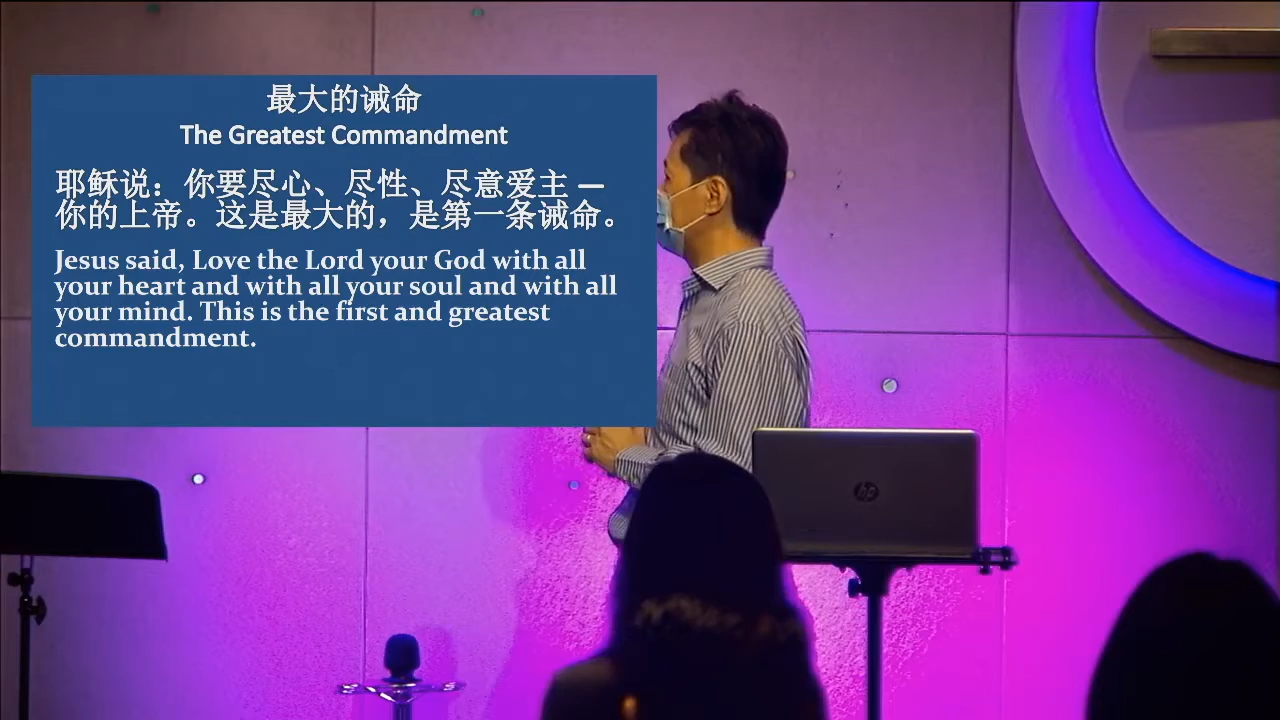 最大的诫命
The Greatest Commandment
耶稣说：你要尽心、尽性、尽意爱主 —
你的上帝。这是最大的，是第一条诫命。
Jesus said, Love the Lord your God with all
your heart and with all your soul and with all
your mind. This is the first and greatest
commandment.
hp